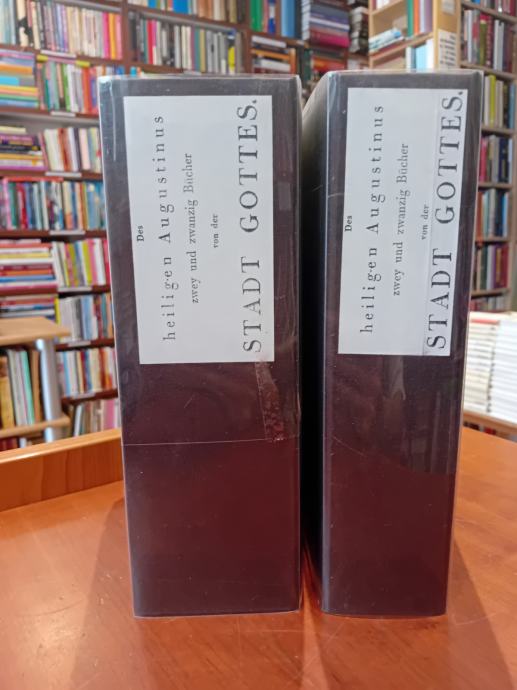 Des
heiligen Augustinus
zwey und zwanzig Bücher
von der
STADT GOTTES.
Des
heiligen Augustinus
zwey und zwanzig Bücher
von der
STADT GOTTES.